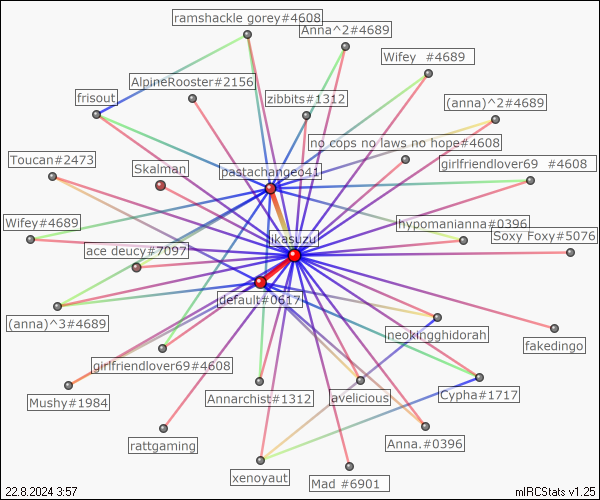 ramshackle gorey#4608
Anna^2#4689
Wifey  #4689
AlpineRooster#2156
frisout
zibbits#1312
(anna)^2#4689
no cops no laws no hope#4608
Toucan#2473
Skalman
pastachangeo41
girlfriendlover69  #4608
Wifey#4689
hypomanianna#0396
ikasuzu
Soxy Foxy#5076
ace deucy#7097
default#0617
(anna)^3#4689
neokingghidorah
fakedingo
girlfriendlover69#4608
Mushy#1984
Annarchist#1312
avelicious
Cypha#1717
rattgaming
Anna.#0396
xenoyaut
Mad #6901
22.8.2024 3:57
mIRCStats v1.25